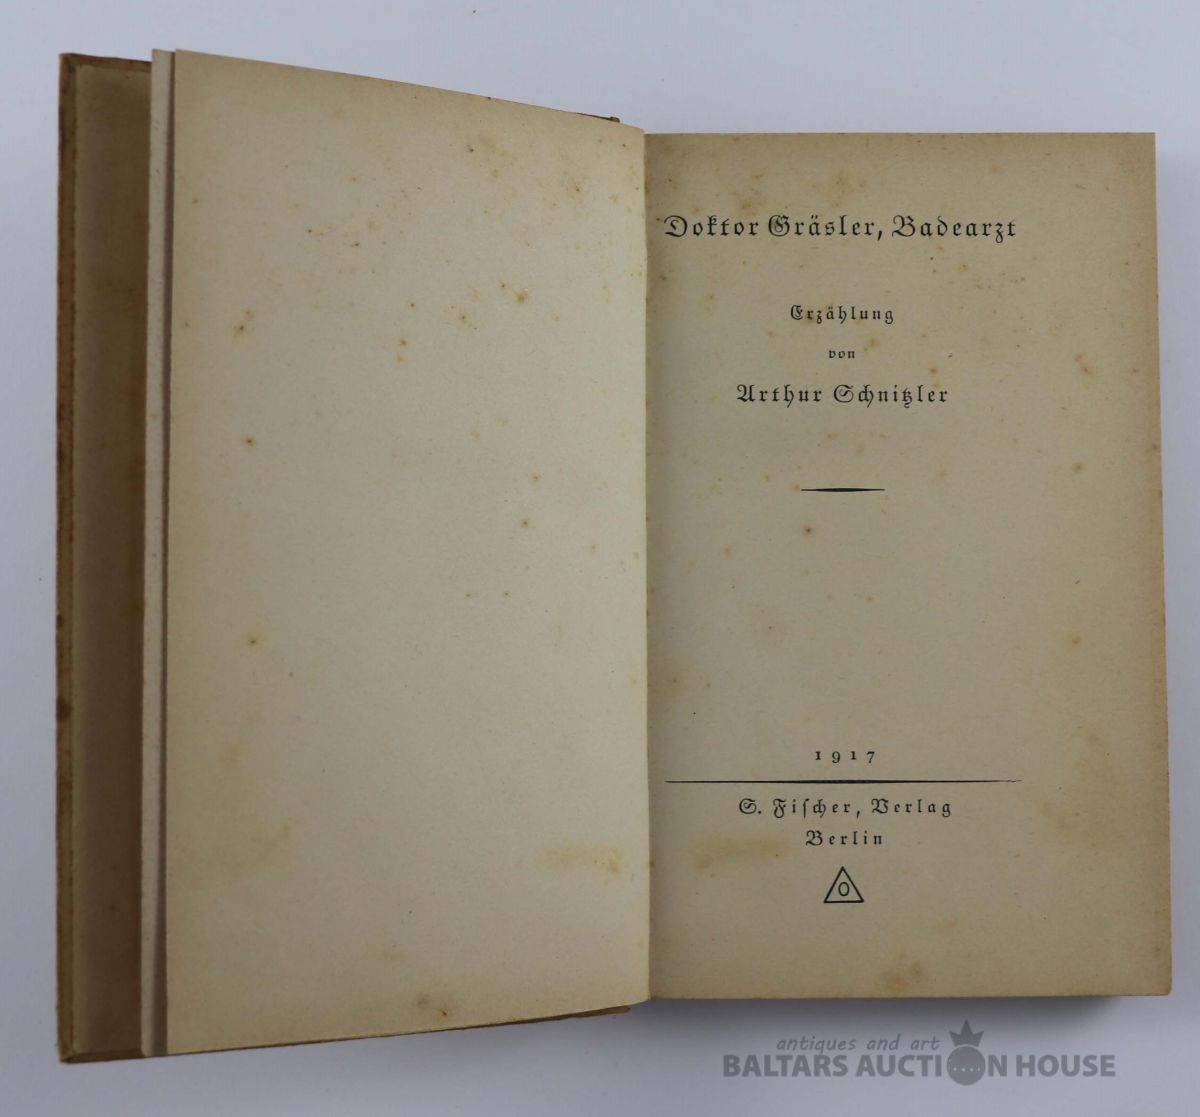 Doktor Gräsler, Badearzt
Erzählung
von
Arthur Schnitzler
1917
S. Fischer, Verlag
Berlin
O
antiques and art
BALTARS AUCTION HOUSE